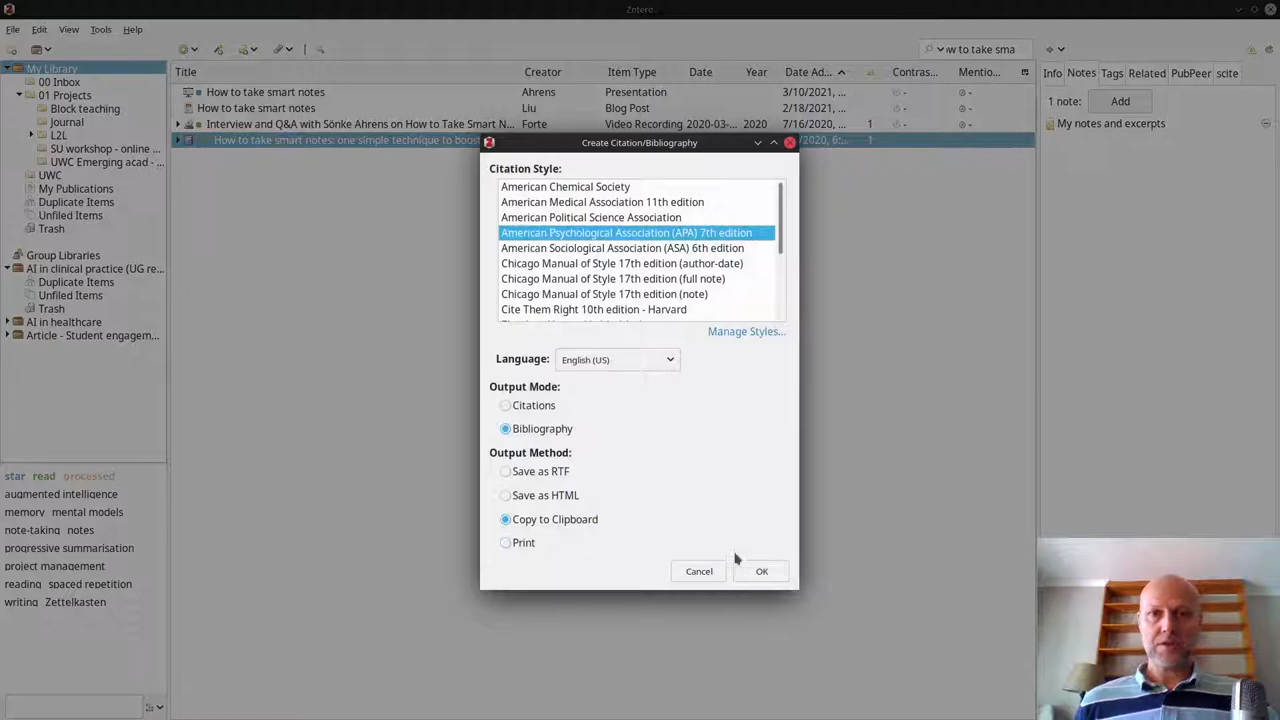 Zotero
File Edit View Tools Help
w to take sma
My Library
00 Inbox
01 Projects
Block teaching
Journal
L2L
SU workshop - online ...
UWC Emerging acad - ...
UWC
My Publications
Duplicate Items
Unfiled Items
Trash
Group Libraries
AI in clinical practice (UG re...
Duplicate Items
Unfiled Items
Trash
AI in healthcare
Article - Student engagem...
star read processed
augmented intelligence
memory mental models
note-taking notes
progressive summarisation
project management
reading spaced repetition
writing Zettelkasten
Title Creator Item Type Date Year Date Ad... Contras... Mentio...
How to take smart notes Ahrens Presentation 3/10/2021, ...
How to take smart notes Liu Blog Post 2/18/2021, ...
Interview and Q&A with Sönke Ahrens on How to Take Smart N... Forte Video Recording 2020-03-... 2020 7/16/2020, ... 1
How to take smart notes: one simple technique to boost /2020, 6:... 1
Create Citation/Bibliography
Citation Style:
American Chemical Society
American Medical Association 11th edition
American Political Science Association
American Psychological Association (APA) 7th edition
American Sociological Association (ASA) 6th edition
Chicago Manual of Style 17th edition (author-date)
Chicago Manual of Style 17th edition (full note)
Chicago Manual of Style 17th edition (note)
Cite Them Right 10th edition - Harvard
Manage Styles...
Language: English (US)
Output Mode:
Citations
Bibliography
Output Method:
Save as RTF
Save as HTML
Copy to Clipboard
Print
Cancel OK
Info Notes Tags Related PubPeer scite
1 note: Add
My notes and excerpts